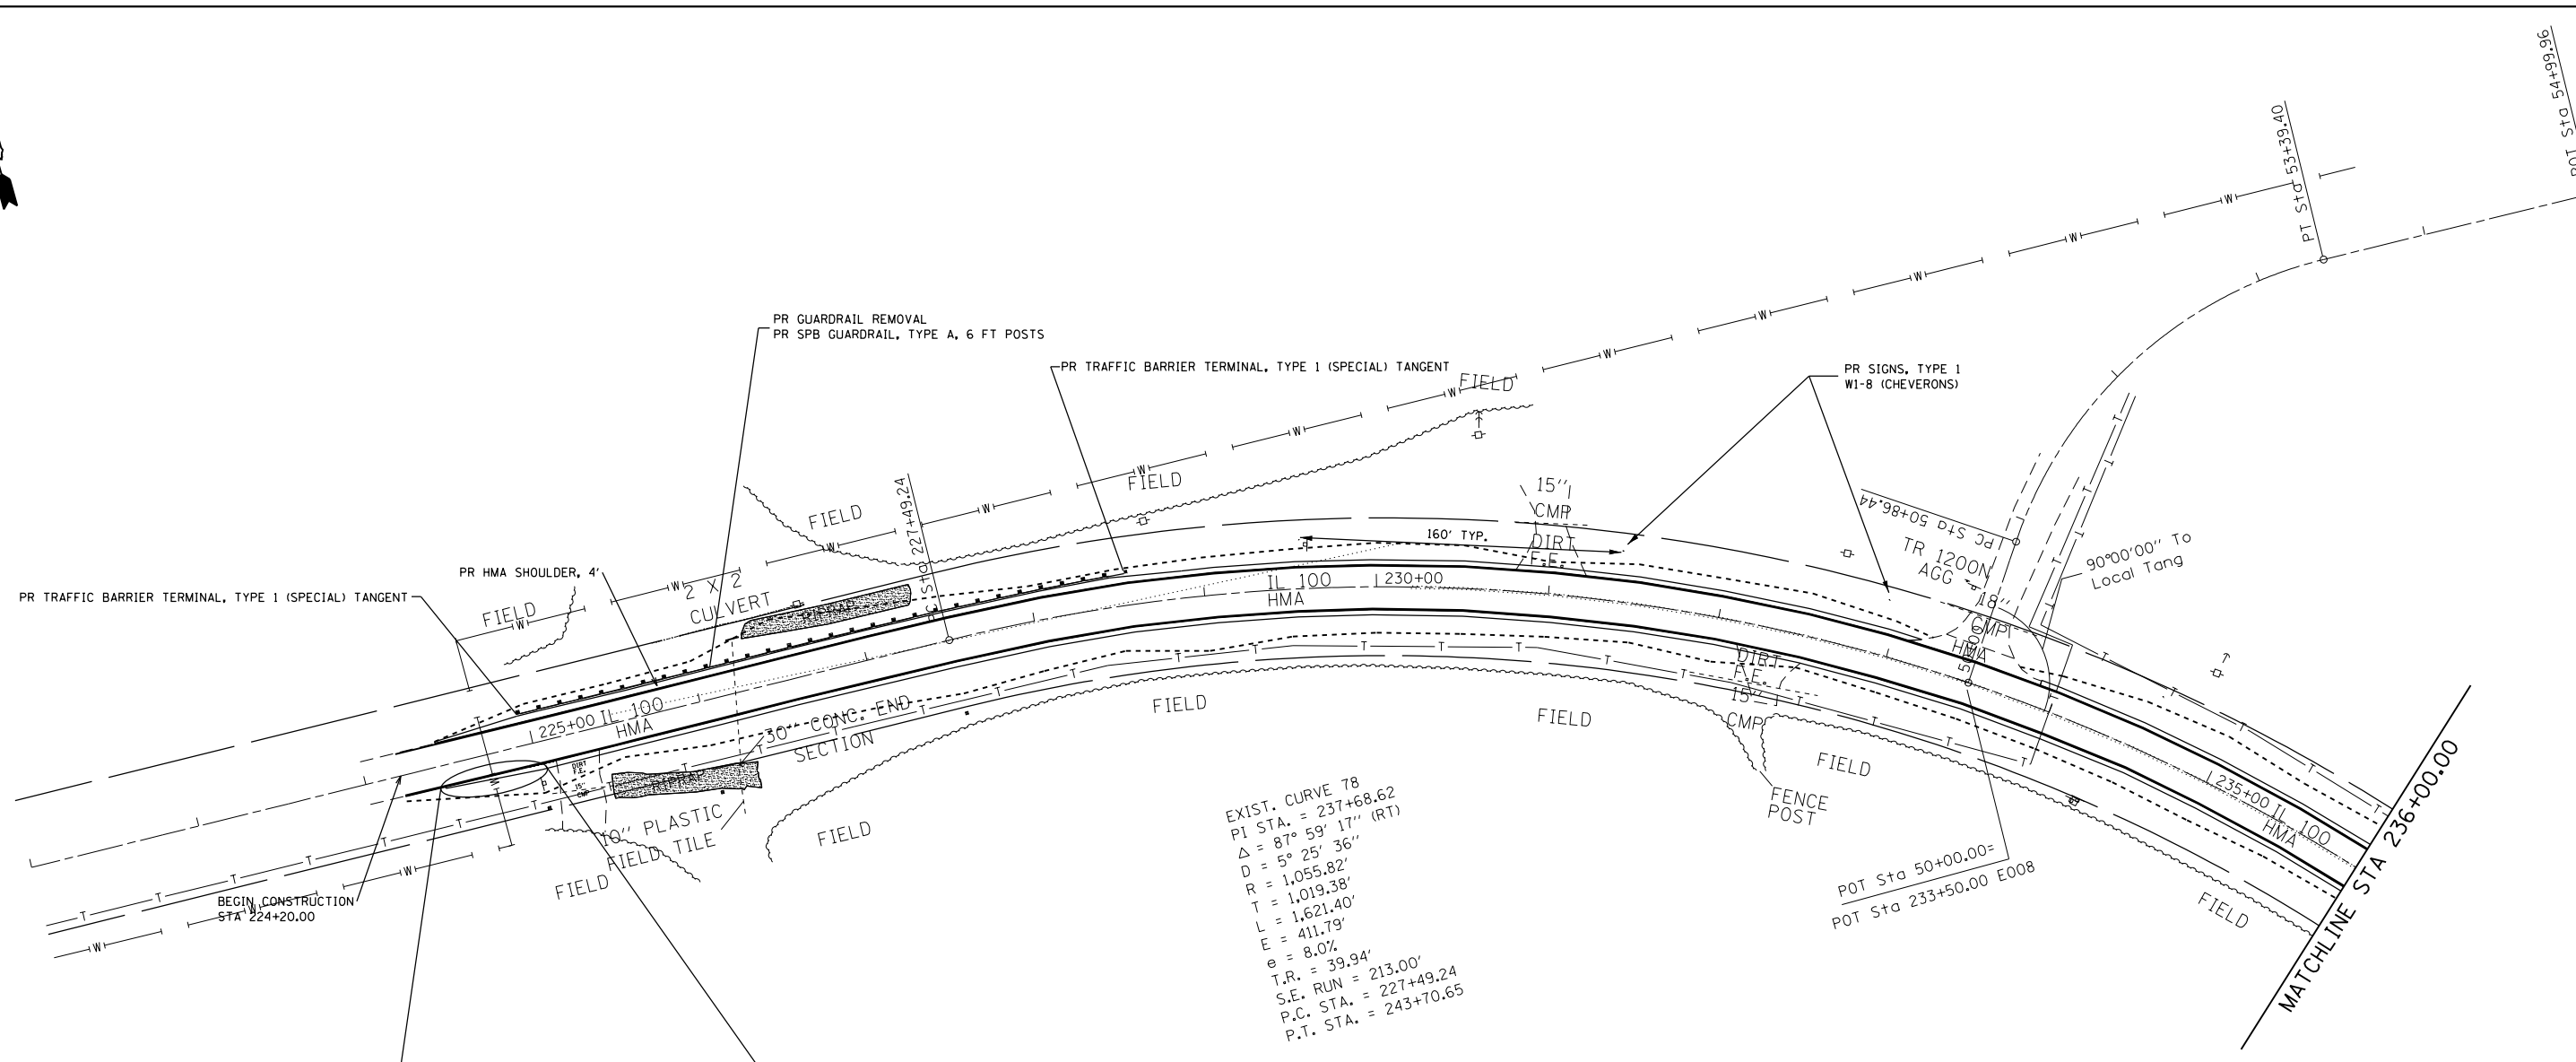 PT Sta 53+39.40
POT Sta 54+99.96
PR GUARDRAIL REMOVAL
PR SPB GUARDRAIL, TYPE A, 6 FT POSTS
PR TRAFFIC BARRIER TERMINAL, TYPE 1 (SPECIAL) TANGENT
PR SIGNS, TYPE 1
W1-8 (CHEVERONS)
FIELD
FIELD
FIELD
PC Sta 227+49.24
15''
CMP
DIRT
F.E.
160' TYP.
PC Sta 50+86.44
TR 1200N
AGG
90°00'00'' To
Local Tang
PR HMA SHOULDER, 4'
PR TRAFFIC BARRIER TERMINAL, TYPE 1 (SPECIAL) TANGENT
FIELD
2 X 2
CULVERT
RIPRAP
IL 100
HMA
230+00
18''
CMP
HMA
225+00 IL 100
HMA
30'' CONC. END
SECTION
DIRT
F.E.
15''
CMP
RIPRAP
10'' PLASTIC
FIELD TILE
FIELD
FIELD
FIELD
FIELD
DIRT
F.E.
15''
CMP
FIELD
FENCE
POST
235+00 IL 100
HMA
FIELD
BEGIN CONSTRUCTION
STA 224+20.00
EXIST. CURVE 78
PI STA. = 237+68.62
Δ = 87° 59' 17'' (RT)
D = 5° 25' 36''
R = 1,055.82'
T = 1,019.38'
L = 1,621.40'
E = 411.79'
e = 8.0%
T.R. = 39.94'
S.E. RUN = 213.00'
P.C. STA. = 227+49.24
P.T. STA. = 243+70.65
POT Sta 50+00.00=
POT Sta 233+50.00 E008
MATCHLINE STA 236+00.00